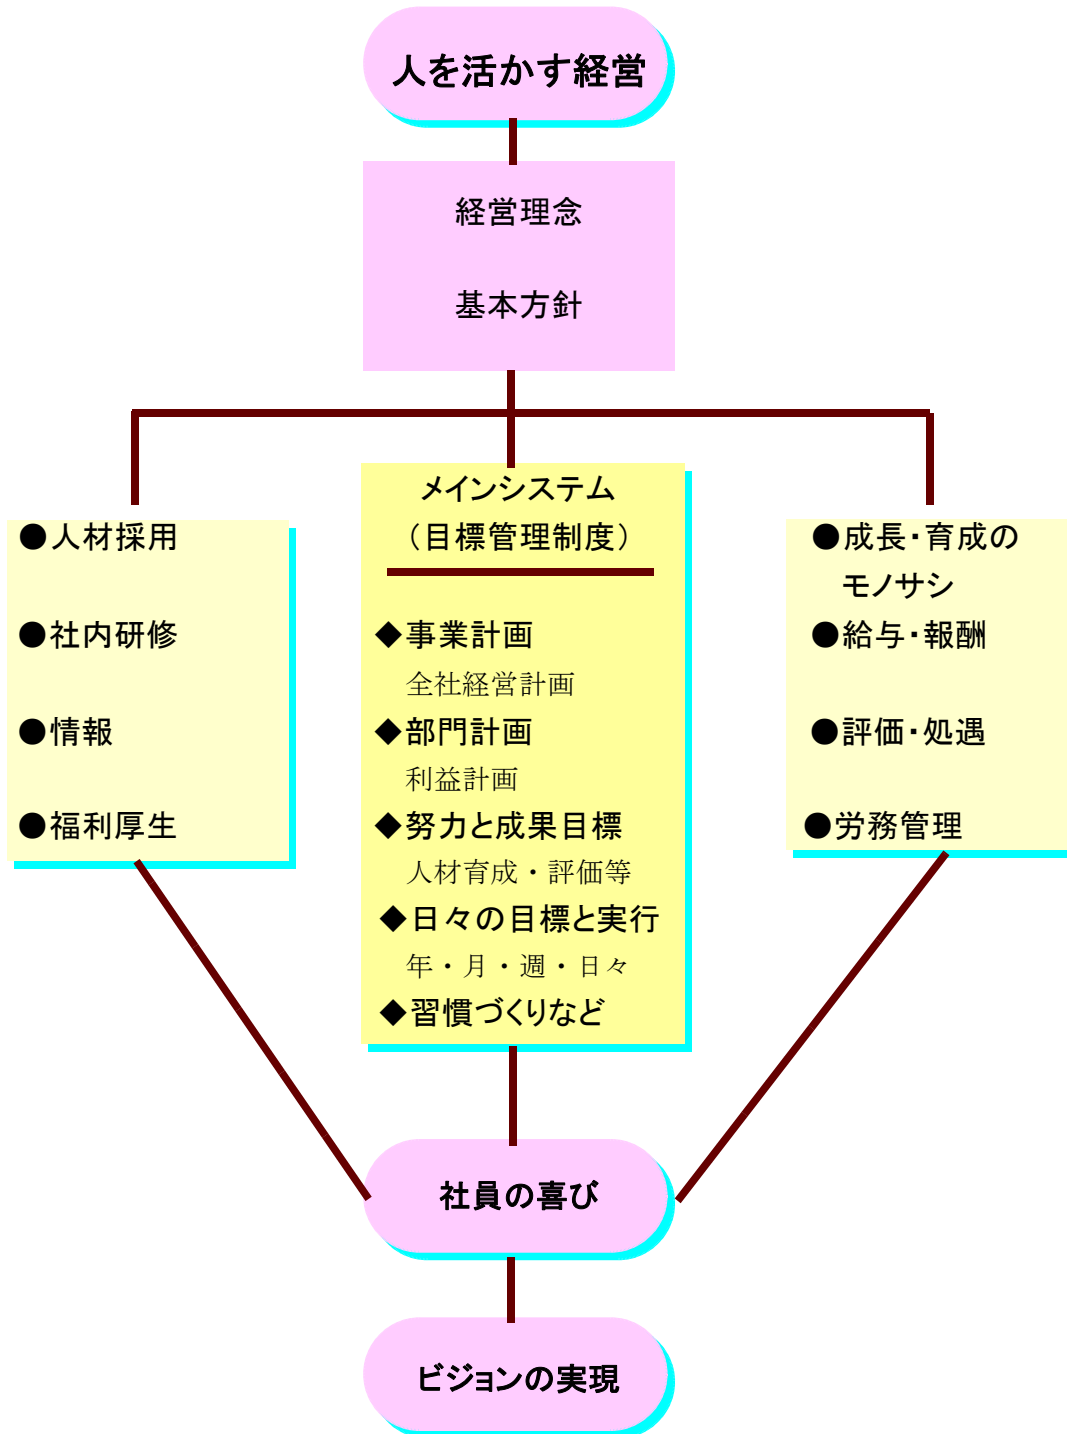 人を活かす経営
経営理念
基本方針
●人材採用
●社内研修
●情報
●福利厚生
メインシステム
（目標管理制度）
◆事業計画
全社経営計画
◆部門計画
利益計画
◆努力と成果目標
人材育成・評価等
◆日々の目標と実行
年・月・週・日々
◆習慣づくりなど
●成長・育成の
モノサシ
●給与・報酬
●評価・処遇
●労務管理
社員の喜び
ビジョンの実現